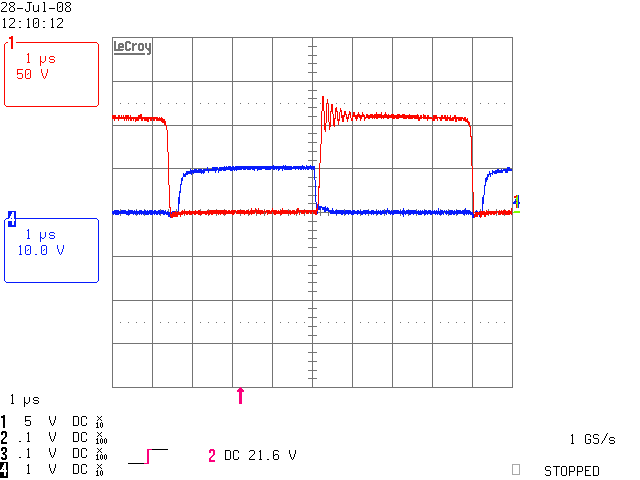 28-Jul-08
12:10:12
LeCroy
1
1 µs
50 V
4
1 µs
10.0 V
4
1 µs
1 5 V DC X10
2 .1 V DC X100
3 .1 V DC X100
4 1 V DC X10
2 DC 21.6 V
1 GS/s
STOPPED